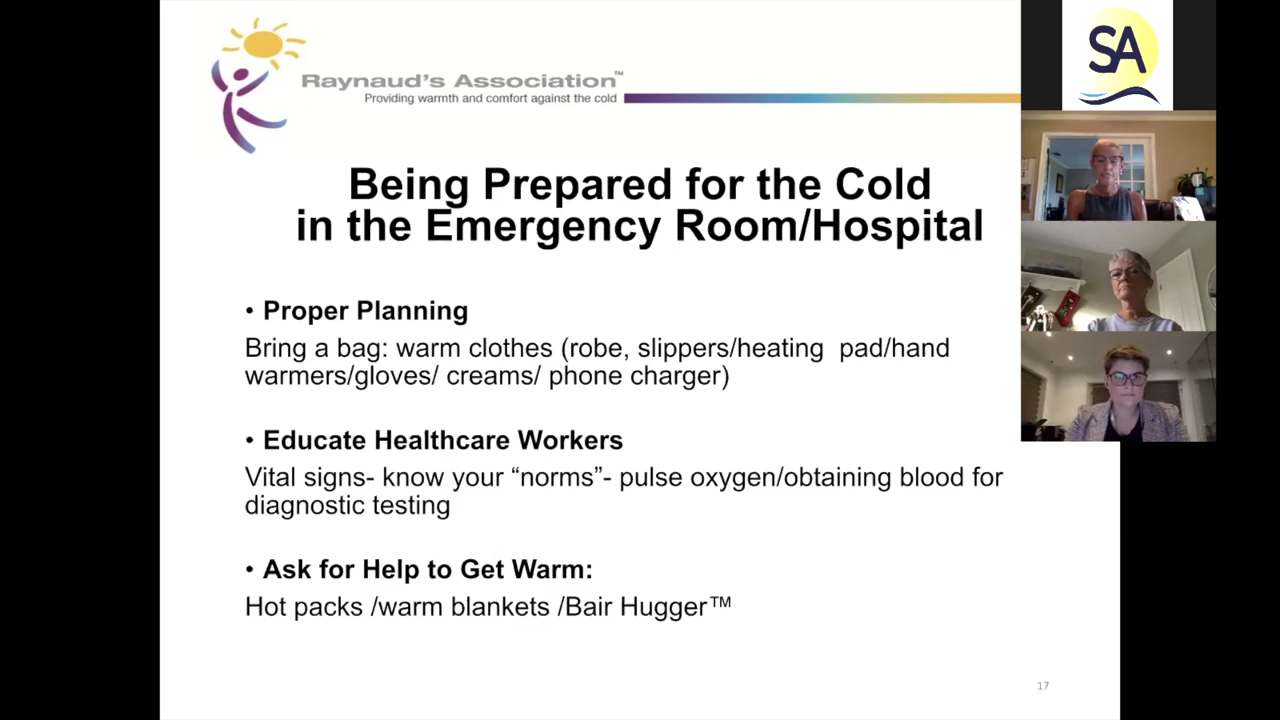 Raynaud's Association™
Providing warmth and comfort against the cold
SA
Being Prepared for the Cold
in the Emergency Room/Hospital
• Proper Planning
Bring a bag: warm clothes (robe, slippers/heating pad/hand
warmers/gloves/ creams/ phone charger)
• Educate Healthcare Workers
Vital signs- know your “norms”- pulse oxygen/obtaining blood for
diagnostic testing
• Ask for Help to Get Warm:
Hot packs /warm blankets /Bair Hugger™
17